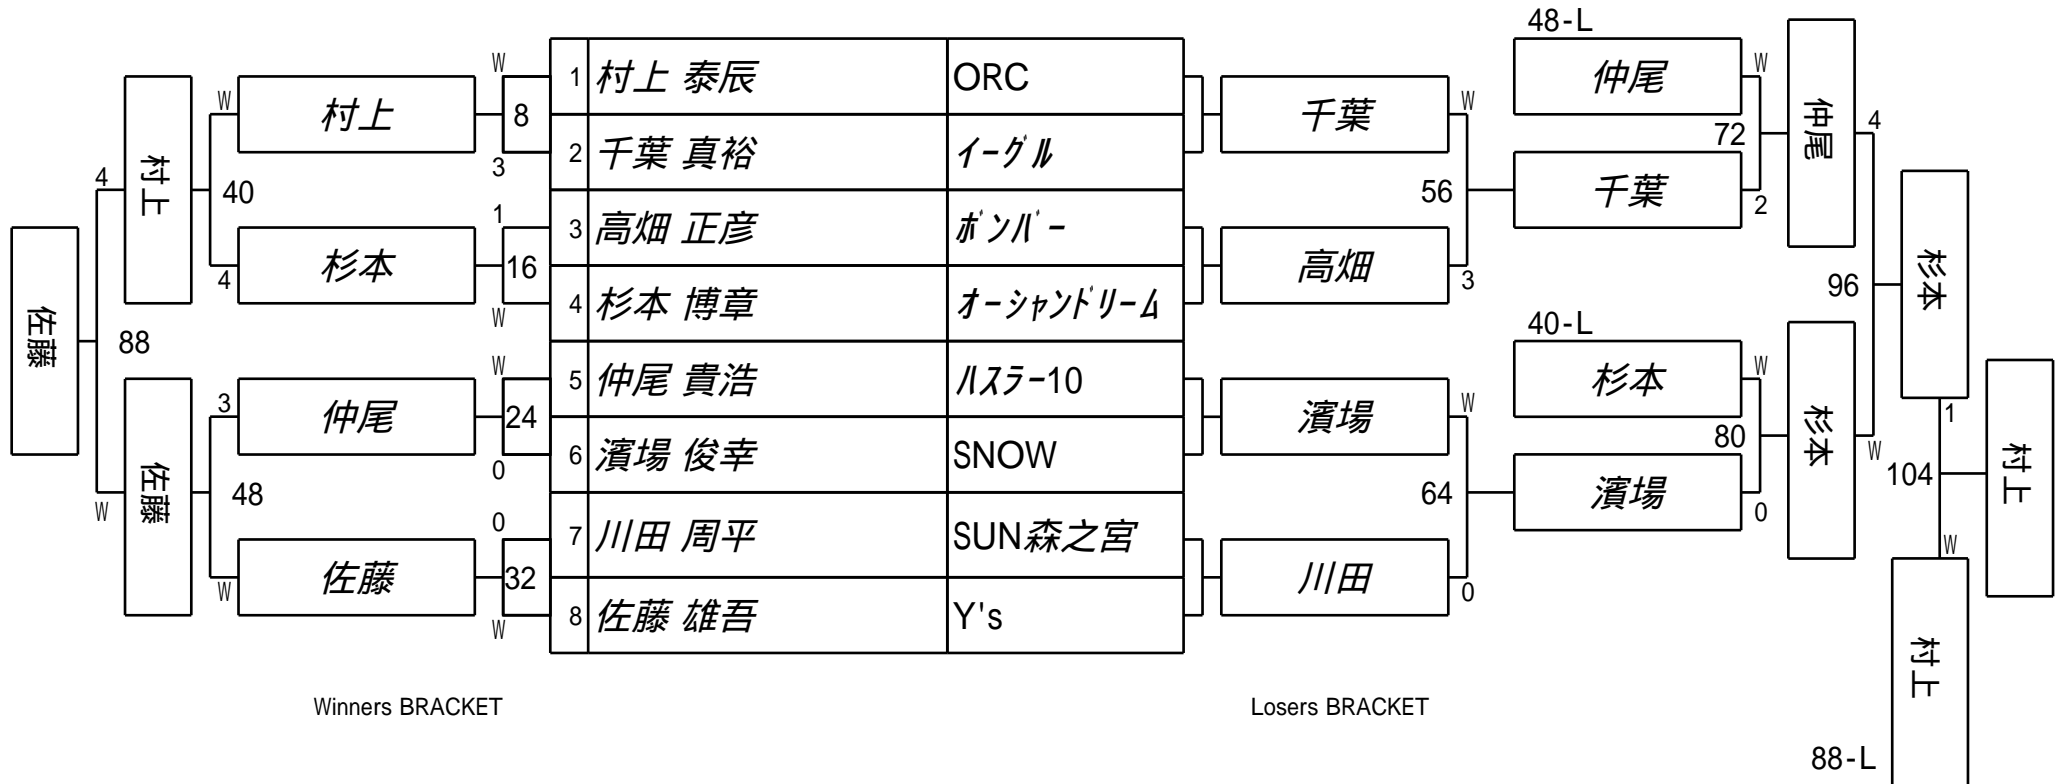 佐藤
4
88
W
村上
佐藤
W
40
4
3
48
W
村上
杉本
仲尾
佐藤
W
8
3
1
16
W
W
24
0
0
32
W
1 村上 泰辰 ORC
2 千葉 真裕 イーグル
3 高畑 正彦 ボンバー
4 杉本 博章 オーシャンドリーム
5 仲尾 貴浩 ハスラー10
6 濱場 俊幸 SNOW
7 川田 周平 SUN森之宮
8 佐藤 雄吾 Y's
千葉
高畑
濱場
川田
W
56
3
W
64
0
48-L
仲尾
千葉
40-L
杉本
濱場
W
72
2
W
80
0
仲尾
杉本
4
96
W
杉本
1
104
W
村上
88-L
村上
Winners BRACKET
Losers BRACKET